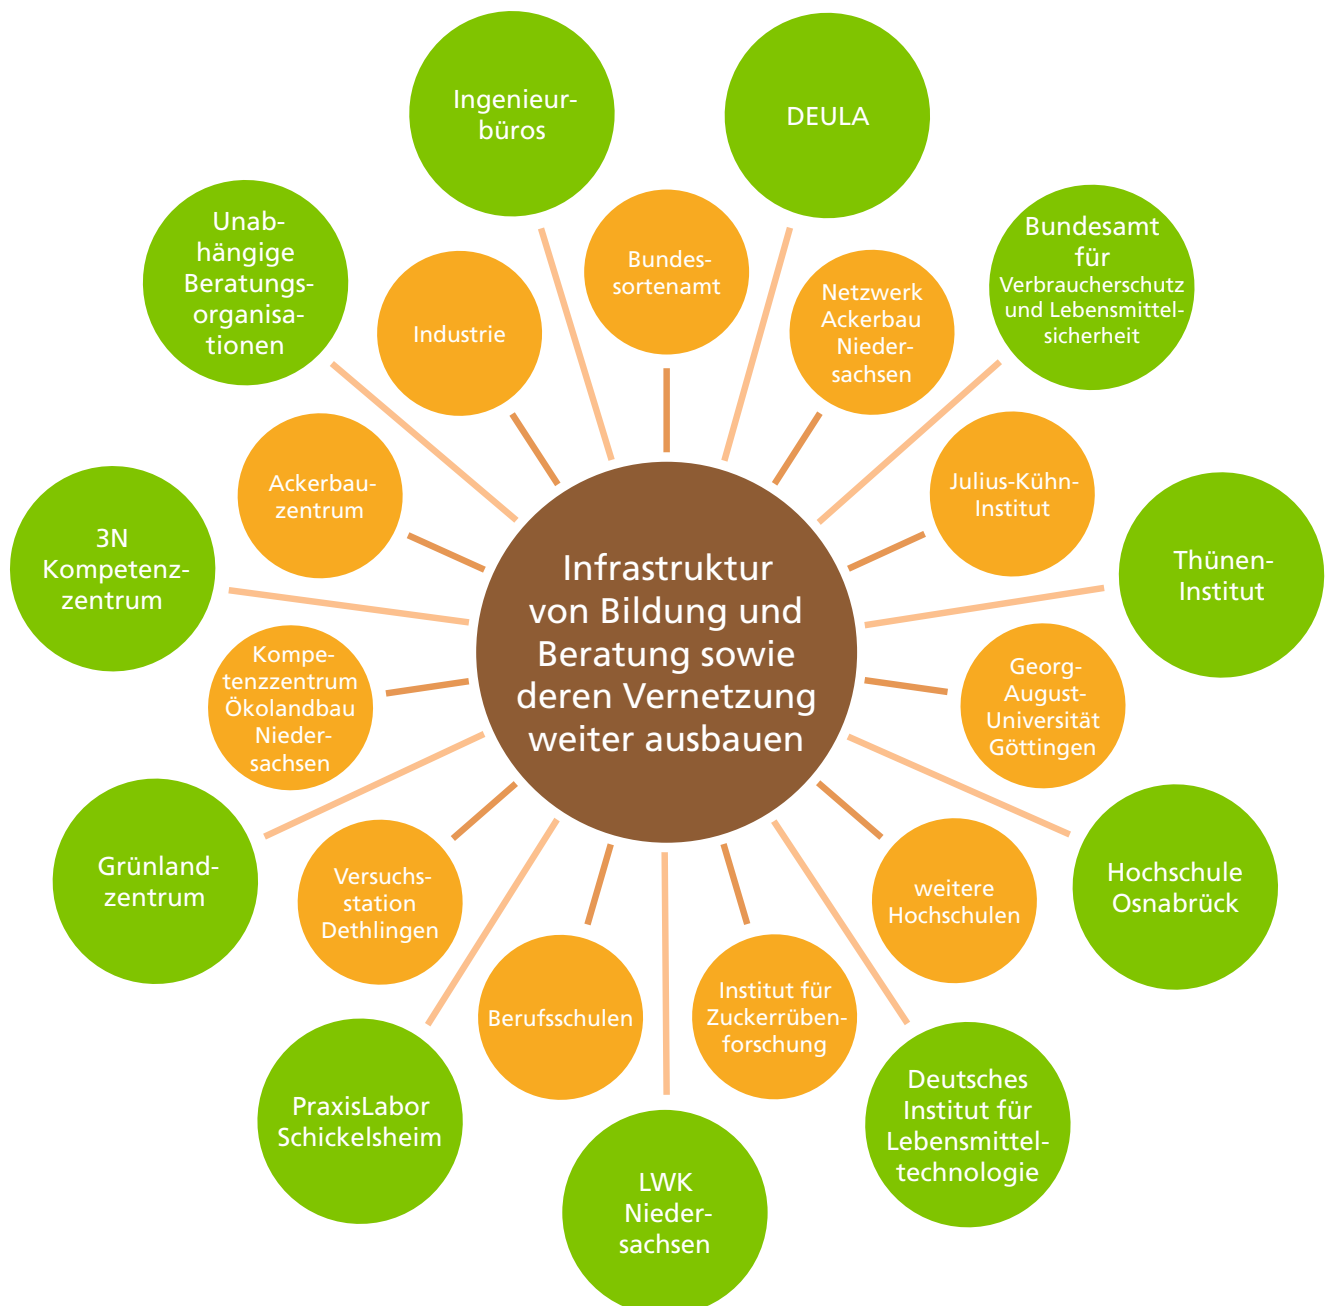 Ingenieur-
büros
DEULA
Unab-
hängige
Beratungs-
organisa-
tionen
Bundes-
sortenamt
Bundesamt
für
Verbraucherschutz
und Lebensmittel-
sicherheit
Industrie
Netzwerk
Ackerbau
Nieder-
sachsen
Ackerbau-
zentrum
Julius-Kühn-
Institut
3N
Kompetenz-
zentrum
Thünen-
Institut
Infrastruktur
von Bildung und
Beratung sowie
deren Vernetzung
weiter ausbauen
Kompe-
tenzzentrum
Ökolandbau
Nieder-
sachsen
Georg-
August-
Universität
Göttingen
Grünland-
zentrum
Versuchs-
station
Dethlingen
weitere
Hochschulen
Hochschule
Osnabrück
Berufsschulen
Institut für
Zuckerrüben-
forschung
PraxisLabor
Schickelsheim
Deutsches
Institut für
Lebensmittel-
technologie
LWK
Nieder-
sachsen